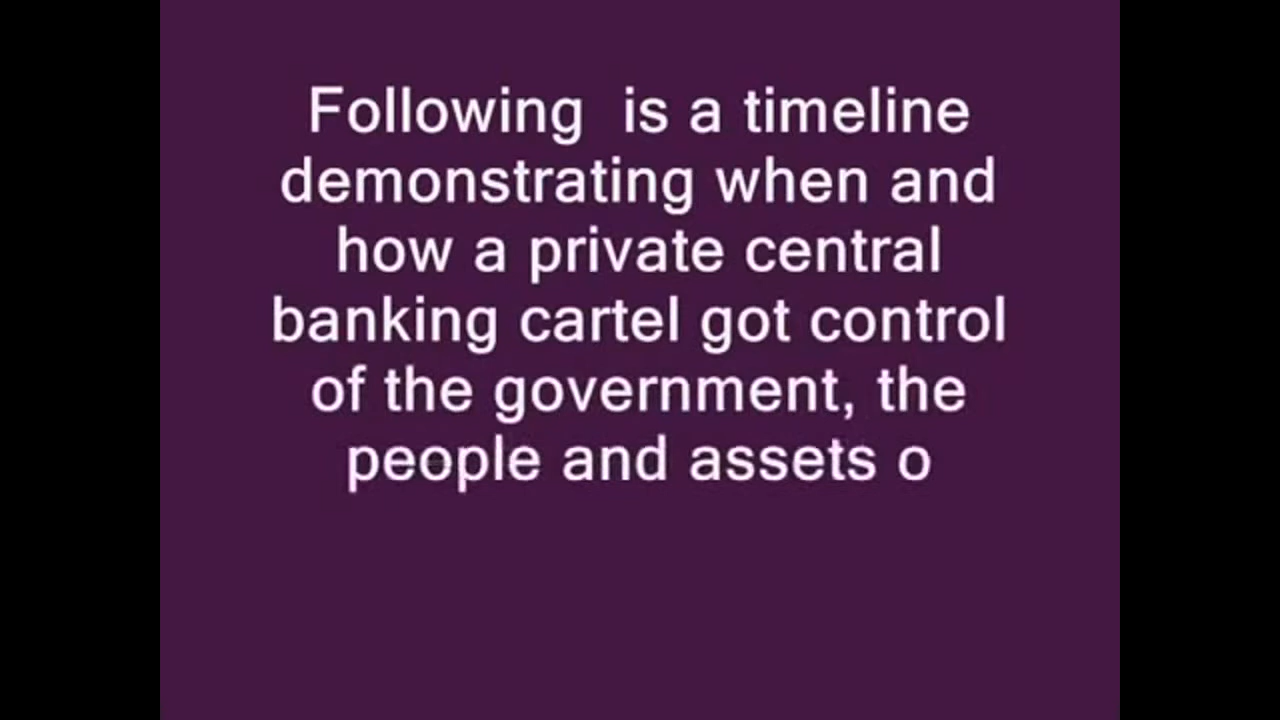 Following  is a timeline
demonstrating when and
how a private central
banking cartel got control
of the government, the
people and assets o